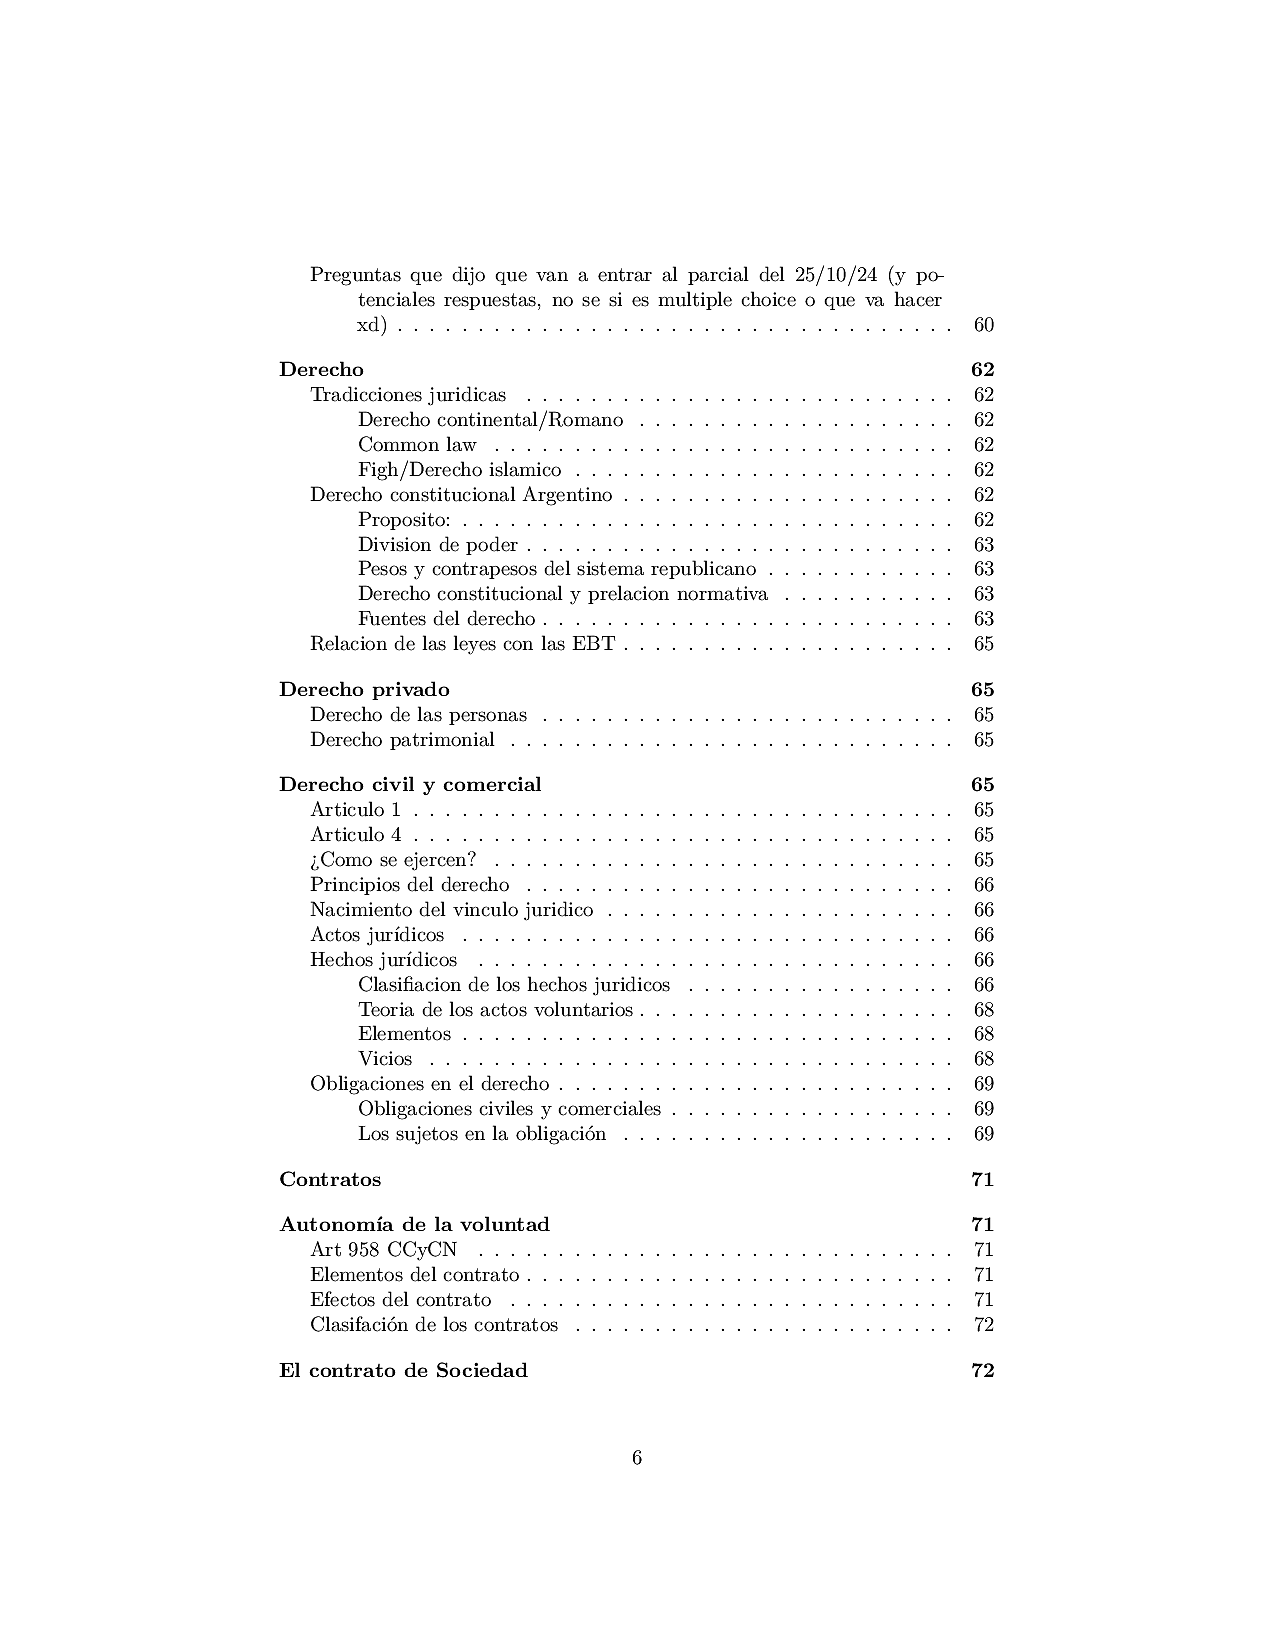 Preguntas que dijo que van a entrar al parcial del 25/10/24 (y po-
tenciales respuestas, no se si es multiple choice o que va hacer
xd) . . . . . . . . . . . . . . . . . . . . . . . . . . . . . . . . . . . 60
Derecho 62
Tradicciones juridicas . . . . . . . . . . . . . . . . . . . . . . . . . . . 62
Derecho continental/Romano . . . . . . . . . . . . . . . . . . . . 62
Common law . . . . . . . . . . . . . . . . . . . . . . . . . . . . . 62
Figh/Derecho islamico . . . . . . . . . . . . . . . . . . . . . . . . 62
Derecho constitucional Argentino . . . . . . . . . . . . . . . . . . . . . 62
Proposito: . . . . . . . . . . . . . . . . . . . . . . . . . . . . . . . 62
Division de poder . . . . . . . . . . . . . . . . . . . . . . . . . . . 63
Pesos y contrapesos del sistema republicano . . . . . . . . . . . . 63
Derecho constitucional y prelacion normativa . . . . . . . . . . . 63
Fuentes del derecho . . . . . . . . . . . . . . . . . . . . . . . . . . 63
Relacion de las leyes con las EBT . . . . . . . . . . . . . . . . . . . . . 65
Derecho privado 65
Derecho de las personas . . . . . . . . . . . . . . . . . . . . . . . . . . 65
Derecho patrimonial . . . . . . . . . . . . . . . . . . . . . . . . . . . . 65
Derecho civil y comercial 65
Articulo 1 . . . . . . . . . . . . . . . . . . . . . . . . . . . . . . . . . . 65
Articulo 4 . . . . . . . . . . . . . . . . . . . . . . . . . . . . . . . . . . 65
¿Como se ejercen? . . . . . . . . . . . . . . . . . . . . . . . . . . . . . 65
Principios del derecho . . . . . . . . . . . . . . . . . . . . . . . . . . . 66
Nacimiento del vinculo juridico . . . . . . . . . . . . . . . . . . . . . . 66
Actos jurídicos . . . . . . . . . . . . . . . . . . . . . . . . . . . . . . . 66
Hechos jurídicos . . . . . . . . . . . . . . . . . . . . . . . . . . . . . . 66
Clasifiacion de los hechos juridicos . . . . . . . . . . . . . . . . . 66
Teoria de los actos voluntarios . . . . . . . . . . . . . . . . . . . . 68
Elementos . . . . . . . . . . . . . . . . . . . . . . . . . . . . . . . 68
Vicios . . . . . . . . . . . . . . . . . . . . . . . . . . . . . . . . . 68
Obligaciones en el derecho . . . . . . . . . . . . . . . . . . . . . . . . . 69
Obligaciones civiles y comerciales . . . . . . . . . . . . . . . . . . 69
Los sujetos en la obligación . . . . . . . . . . . . . . . . . . . . . 69
Contratos 71
Autonomía de la voluntad 71
Art 958 CCyCN . . . . . . . . . . . . . . . . . . . . . . . . . . . . . . 71
Elementos del contrato . . . . . . . . . . . . . . . . . . . . . . . . . . . 71
Efectos del contrato . . . . . . . . . . . . . . . . . . . . . . . . . . . . 71
Clasifación de los contratos . . . . . . . . . . . . . . . . . . . . . . . . 72
El contrato de Sociedad 72
6